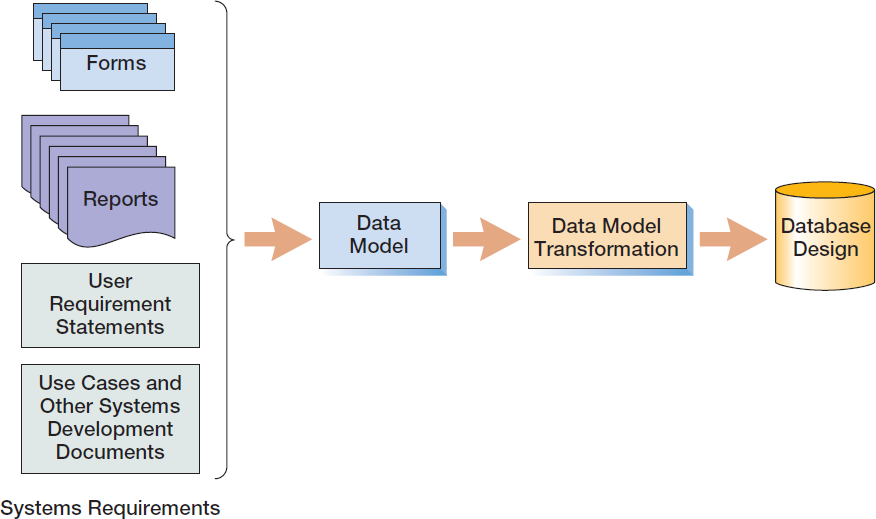 Forms
Reports
User
Requirement
Statements
Use Cases and
Other Systems
Development
Documents
Systems Requirements
Data
Model
Data Model
Transformation
Database
Design